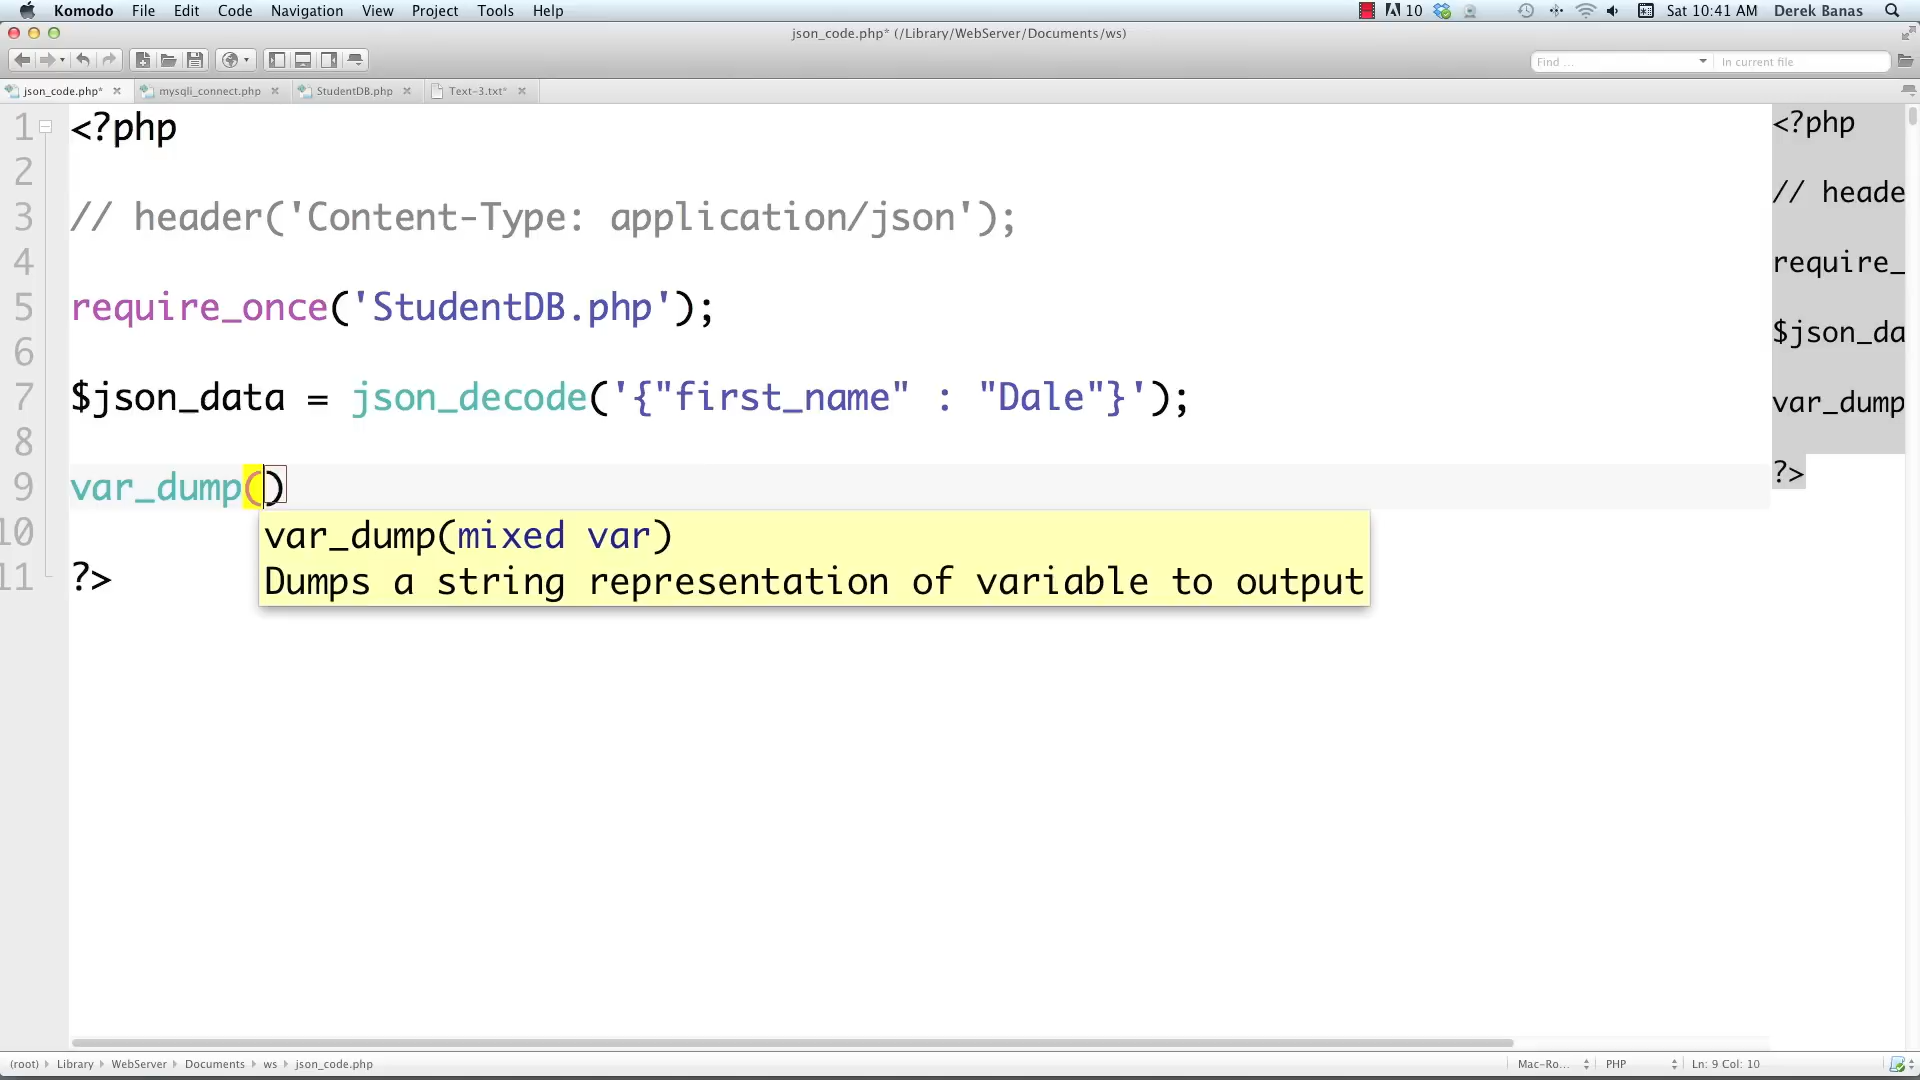 Komodo File Edit Code Navigation View Project Tools Help 10 Sat 10:41 AM Derek Banas
json_code.php* (/Library/WebServer/Documents/ws)
Find ... In current file
json_code.php* mysqli_connect.php StudentDB.php Text-3.txt*
1 <?php
2
3 // header('Content-Type: application/json');
4
5 require_once('StudentDB.php');
6
7 $json_data = json_decode('{"first_name" : "Dale"}');
8
9 var_dump()
var_dump(mixed var)
Dumps a string representation of variable to output
10
11 ?>
<?php
// heade
require_
$json_da
var_dump
?>
(root) Library WebServer Documents ws json_code.php Mac-Ro... PHP Ln: 9 Col: 10